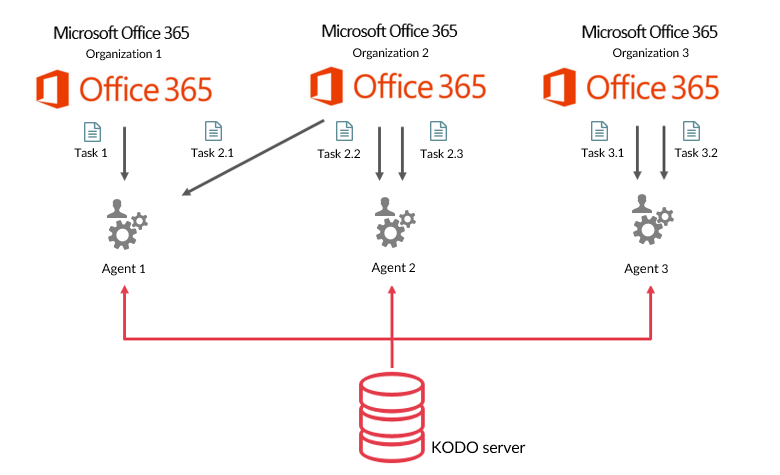 Microsoft Office 365
Organization 1
Office 365
Microsoft Office 365
Organization 2
Office 365
Microsoft Office 365
Organization 3
Office 365
Task 1
Task 2.1
Task 2.2
Task 2.3
Task 3.1
Task 3.2
Agent 1
Agent 2
Agent 3
KODO server